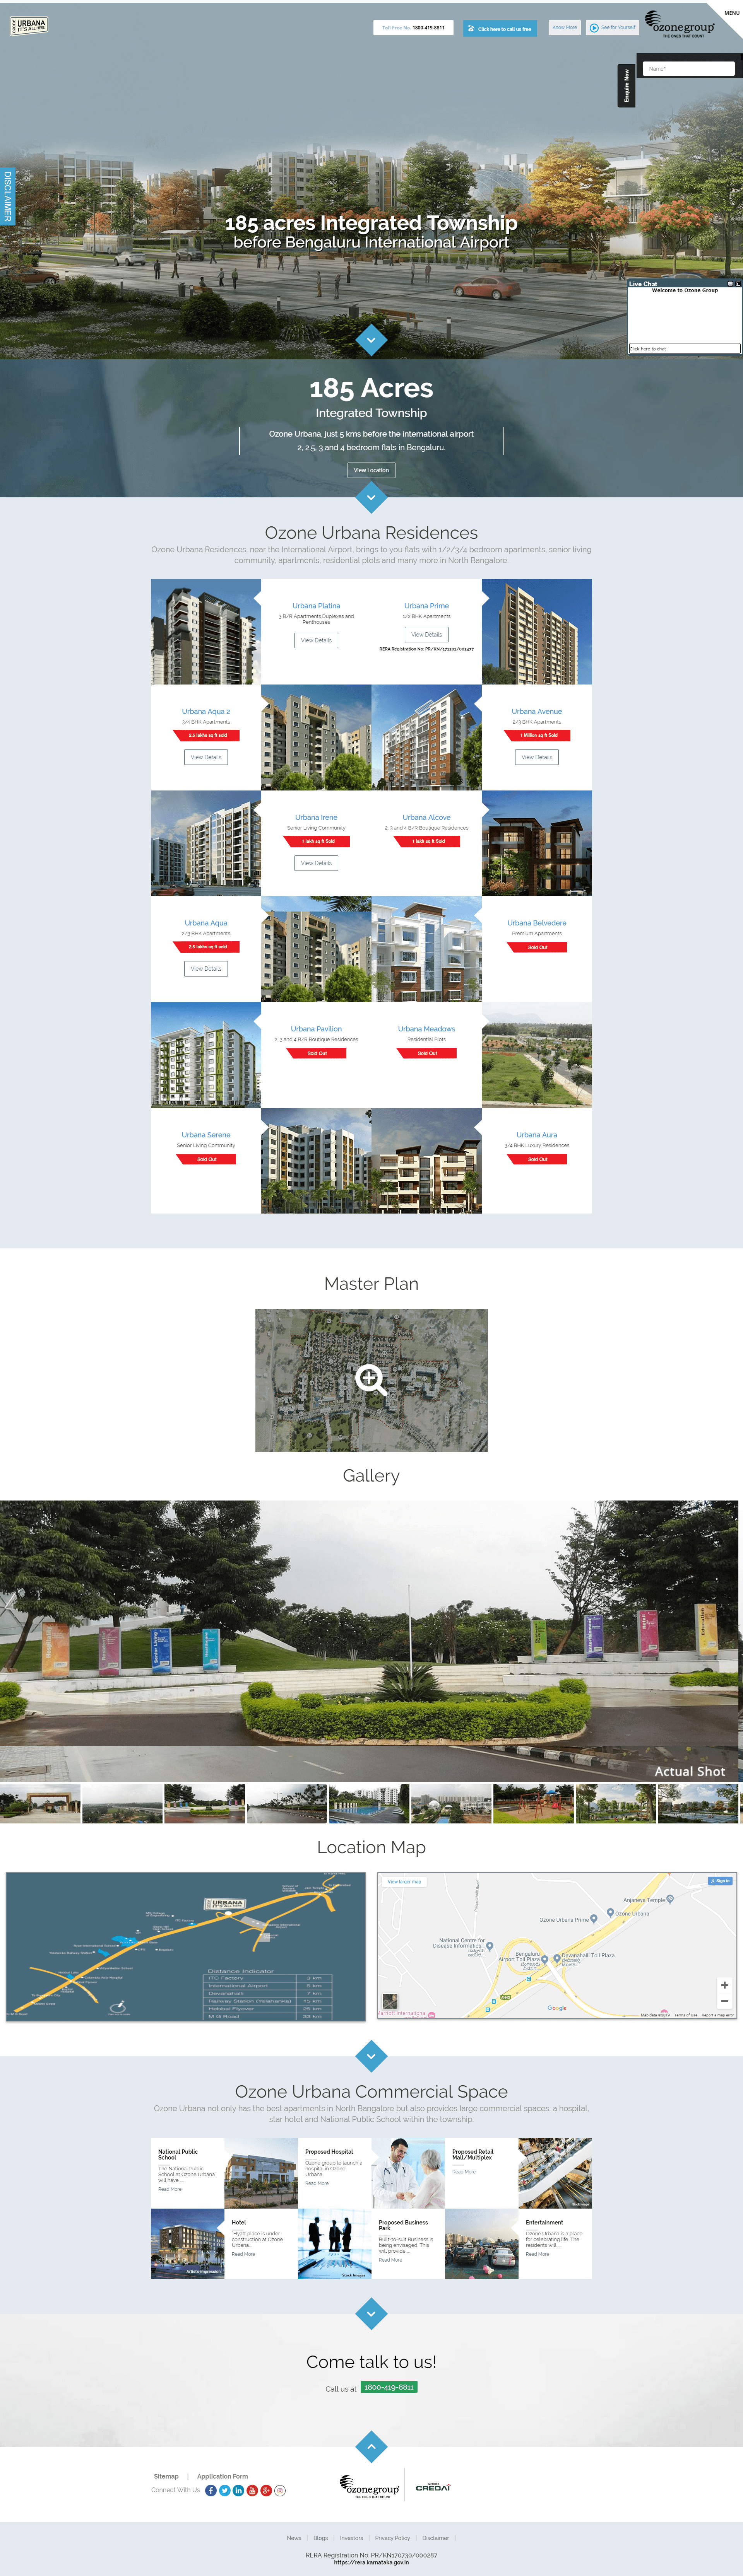 URBANA
IT'S ALL HERE
Toll Free No. 1800-419-8811
Click here to call us free
Know More
See for Yourself
ozonegroup
THE ONES THAT COUNT
MENU
Enquire Now
Name*
DISCLAIMER
185 acres Integrated Township
before Bengaluru International Airport
Live Chat
Welcome to Ozone Group
Click here to chat
185 Acres
Integrated Township
Ozone Urbana, just 5 kms before the international airport
2, 2.5, 3 and 4 bedroom flats in Bengaluru.
View Location
Ozone Urbana Residences
Ozone Urbana Residences, near the International Airport, brings to you flats with 1/2/3/4 bedroom apartments, senior living
community, apartments, residential plots and many more in North Bangalore.
Urbana Platina
3 B/R Apartments Duplexes and
Penthouses
View Details
Urbana Prime
1/2 BHK Apartments
View Details
RERA Registration No: PR/KN/171201/002477
Urbana Aqua 2
3/4 BHK Apartments
2.5 lakhs sq ft sold
View Details
Urbana Avenue
2/3 BHK Apartments
1 Million sq ft Sold
View Details
Urbana Irene
Senior Living Community
1 lakh sq ft Sold
View Details
Urbana Alcove
2, 3 and 4 B/R Boutique Residences
1 lakh sq ft Sold
Urbana Aqua
2/3 BHK Apartments
2.5 lakhs sq ft sold
View Details
Urbana Belvedere
Premium Apartments
Sold Out
Urbana Pavilion
2, 3 and 4 B/R Boutique Residences
Sold Out
Urbana Meadows
Residential Plots
Sold Out
Urbana Serene
Senior Living Community
Sold Out
Urbana Aura
3/4 BHK Luxury Residences
Sold Out
Master Plan
Gallery
Actual Shot
Location Map
URBANA
IT'S ALL HERE
Distance Indicator
ITC Factory 3 km
International Airport 5 km
Devanahalli 7 km
Railway Station (Yelahanka) 15 km
Hebbal Flyover 25 km
M G Road 33 km
View larger map
Sign in
Anjaneya Temple
Ozone Urbana
Ozone Urbana Prime
National Centre for
Disease Informatics...
Bengaluru
Airport Toll Plaza
Devanahalli Toll Plaza
Google
Map data ©2019
Terms of Use
Report a map error
Ozone Urbana Commercial Space
Ozone Urbana not only has the best apartments in North Bangalore but also provides large commercial spaces, a hospital,
star hotel and National Public School within the township.
National Public
School
The National Public
School at Ozone Urbana
will have...
Read More
Proposed Hospital
Ozone group to launch a
hospital in Ozone
Urbana.
Read More
Proposed Retail
Mall/Multiplex
Read More
Stock Image
Artist's Impression
Hotel
Hyatt place is under
construction at Ozone
Urbana.
Read More
Stock Images
Proposed Business
Park
Built-to-suit Business is
being envisaged. This
will provide...
Read More
Entertainment
Ozone Urbana is a place
for celebrating life. The
residents will...
Read More
Come talk to us!
Call us at 1800-419-8811
Sitemap | Application Form
Connect With Us
ozonegroup
THE ONES THAT COUNT
CREDAI
News | Blogs | Investors | Privacy Policy | Disclaimer |
RERA Registration No: PR/KN170730/000287
https://rera.karnataka.gov.in